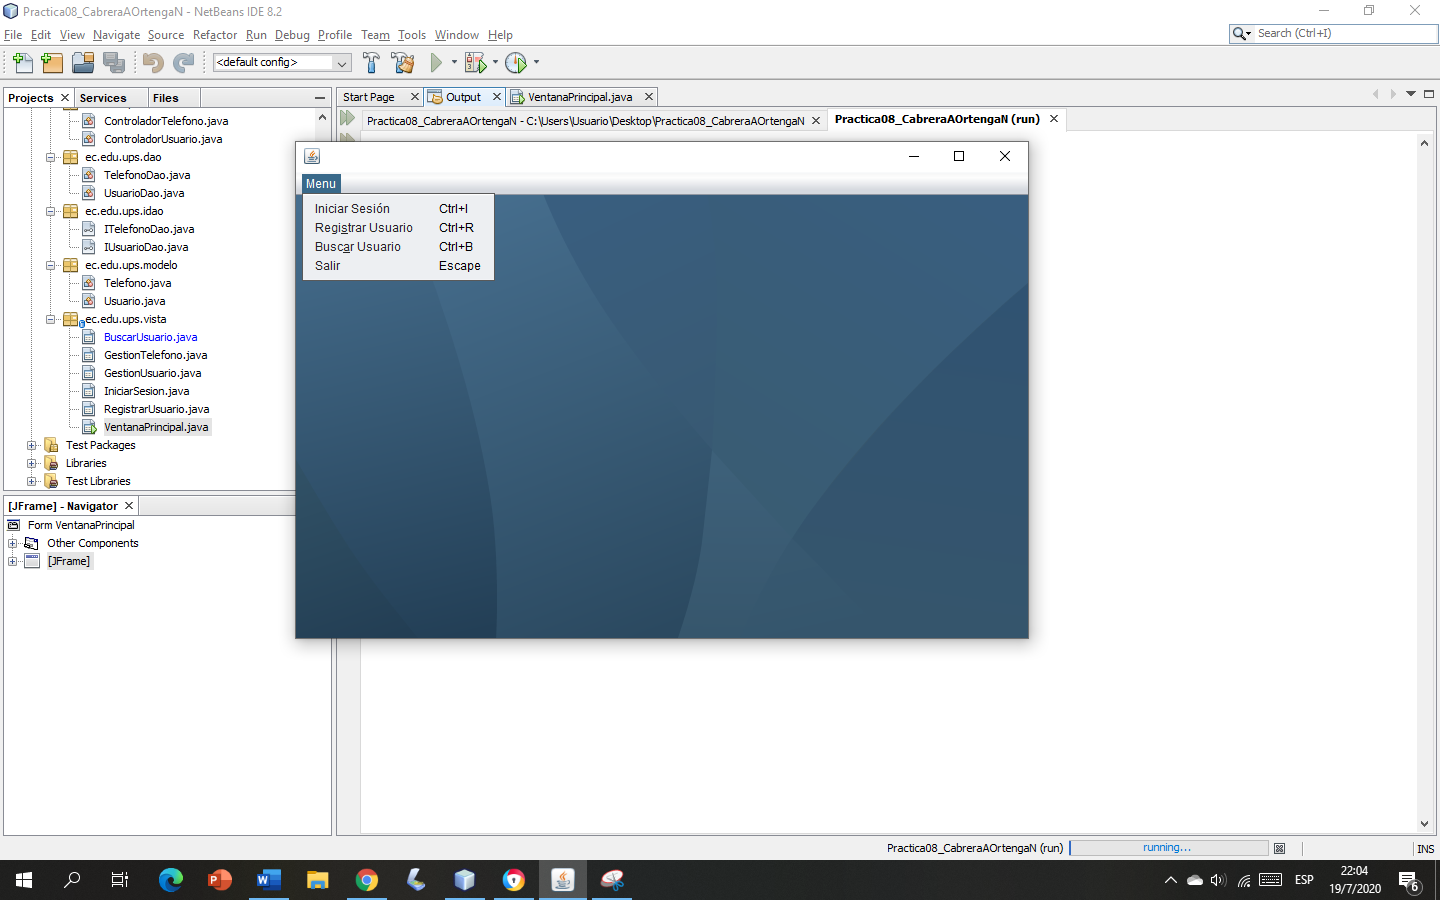 Practica08_CabreraAOrtengaN - NetBeans IDE 8.2
File Edit View Navigate Source Refactor Run Debug Profile Team Tools Window Help
Search (Ctrl+I)
<default config>
Projects Services Files
Start Page Output VentanaPrincipal.java
Practica08_CabreraAOrtengaN - C:\Users\Usuario\Desktop\Practica08_CabreraAOrtengaN Practica08_CabreraAOrtengaN (run)
ControladorTelefono.java
ControladorUsuario.java
ec.edu.ups.dao
TelefonoDao.java
UsuarioDao.java
ec.edu.ups.idao
ITelefonoDao.java
IUsuarioDao.java
ec.edu.ups.modelo
Telefono.java
Usuario.java
ec.edu.ups.vista
BuscarUsuario.java
GestionTelefono.java
GestionUsuario.java
IniciarSesion.java
RegistrarUsuario.java
VentanaPrincipal.java
Test Packages
Libraries
Test Libraries
[JFrame] - Navigator
Form VentanaPrincipal
Other Components
[JFrame]
Menu
Iniciar Sesión Ctrl+I
Registrar Usuario Ctrl+R
Buscar Usuario Ctrl+B
Salir Escape
Practica08_CabreraAOrtengaN (run) running... INS
ESP
22:04
19/7/2020
6